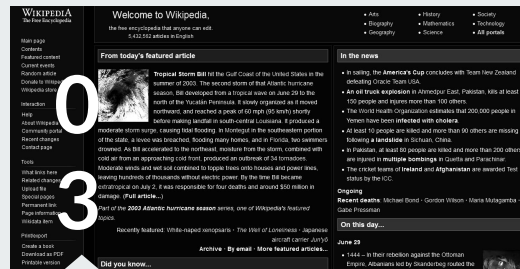 WIKIPEDIA
The Free Encyclopedia
Main page
Contents
Featured content
Current events
Random article
Donate to Wikipedia
Wikipedia store
Interaction
Help
About Wikipedia
Community portal
Recent changes
Contact page
Tools
What links here
Related changes
Upload file
Special pages
Permanent link
Page information
Wikidata item
Print/export
Create a book
Download as PDF
Printable version
0
3
Welcome to Wikipedia,
the free encyclopedia that anyone can edit.
5,432,562 articles in English
• Arts
• Biography
• Geography
• History
• Mathematics
• Science
• Society
• Technology
• All portals
From today's featured article
Tropical Storm Bill hit the Gulf Coast of the United States in the
summer of 2003. The second storm of that Atlantic hurricane
season, Bill developed from a tropical wave on June 29 to the
north of the Yucatán Peninsula. It slowly organized as it moved
northward, and reached a peak of 60 mph (95 km/h) shortly
before making landfall in south-central Louisiana. It produced a
moderate storm surge, causing tidal flooding. In Montegut in the southeastern portion
of the state, a levee was breached, flooding many homes, and in Florida, two swimmers
drowned. As Bill accelerated to the northeast, moisture from the storm, combined with
cold air from an approaching cold front, produced an outbreak of 34 tornadoes.
Moderate winds and wet soil combined to topple trees onto houses and power lines,
leaving hundreds of thousands without electric power. By the time Bill became
extratropical on July 2, it was responsible for four deaths and around $50 million in
damage. (Full article...)
Part of the 2003 Atlantic hurricane season series, one of Wikipedia's featured
topics.
Recently featured: White-naped xenopsaris · The Well of Loneliness · Japanese
aircraft carrier Jun'yō
Archive · By email · More featured articles...
Did you know...
In the news
• In sailing, the America's Cup concludes with Team New Zealand
defeating Oracle Team USA.
• An oil truck explosion in Ahmedpur East, Pakistan, kills at least
150 people and injures more than 100 others.
• The World Health Organization estimates that 200,000 people in
Yemen have been infected with cholera.
• At least 10 people are killed and more than 90 others are missing
following a landslide in Sichuan, China.
• In Pakistan, at least 60 people are killed and more than 200 others
are injured in multiple bombings in Quetta and Parachinar.
• The cricket teams of Ireland and Afghanistan are awarded Test
status by the ICC.
Ongoing
Recent deaths: Michael Bond · Gordon Wilson · Maria Mutagamba ·
Gabe Pressman
On this day...
June 29
• 1444 – In their rebellion against the Ottoman
Empire, Albanians led by Skanderbeg routed the